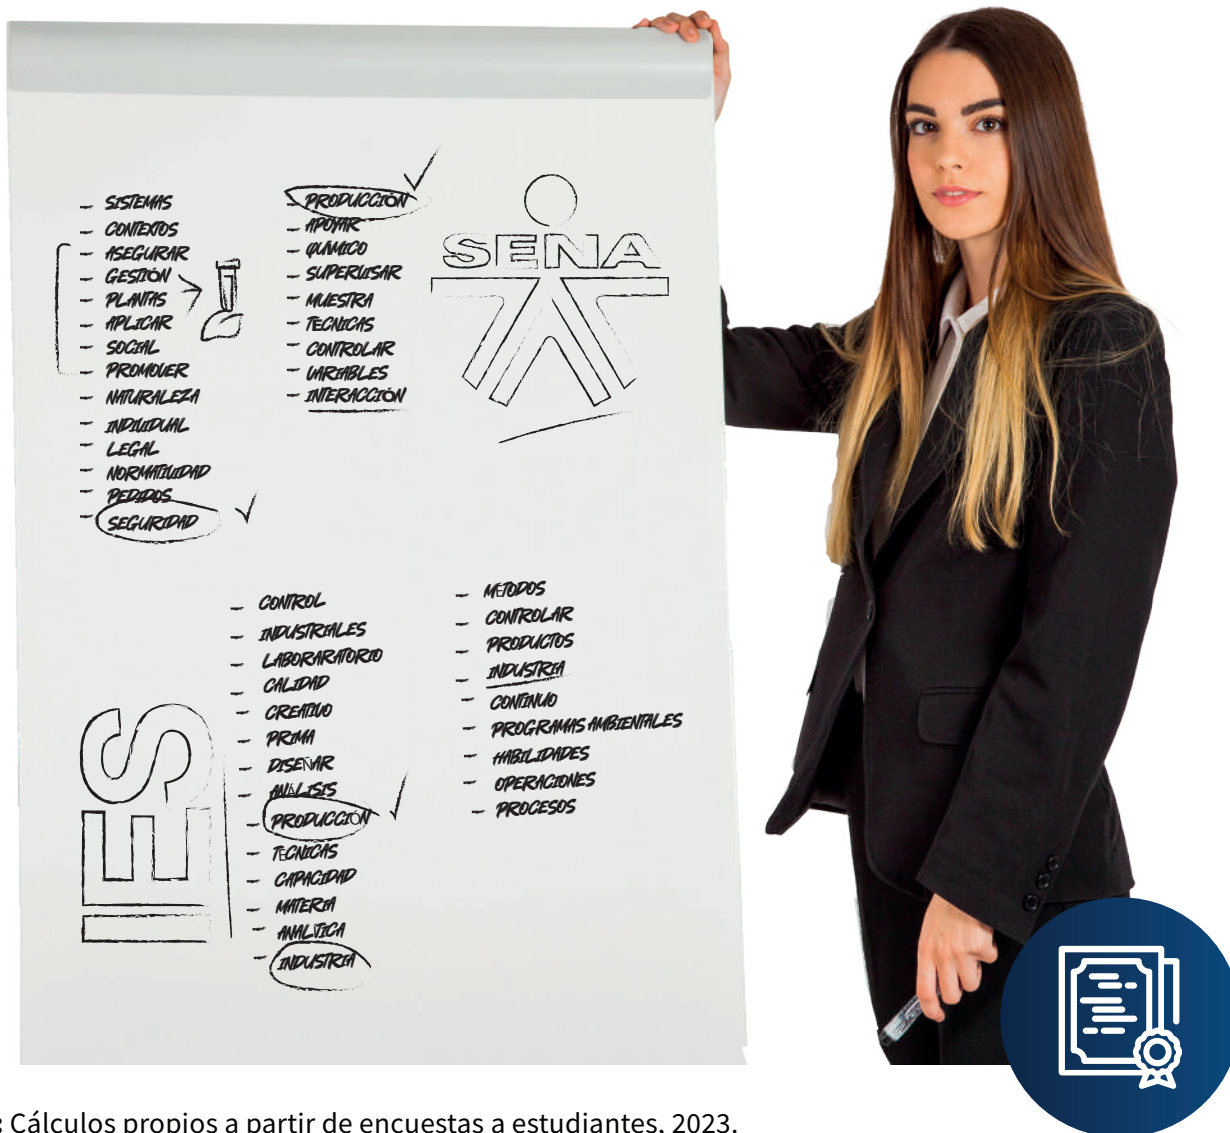 – SISTEMAS
– CONTEXTOS
– ASEGURAR
– GESTIÓN
– PLANTAS
– APLICAR
– SOCIAL
– PROMOVER
– NATURALEZA
– INDIVIDUAL
– LEGAL
– NORMATIVIDAD
– PEDIDOS
– SEGURIDAD
– PRODUCCIÓN
– APOYAR
– QUÍMICO
– SUPERVISAR
– MUESTRA
– TÉCNICAS
– CONTROLAR
– VARIABLES
– INTERACCIÓN
SENA
IES
– CONTROL
– INDUSTRIALES
– LABORARATORIO
– CALIDAD
– CREATIVO
– PRIMA
– DISEÑAR
– ANÁLISIS
– PRODUCCIÓN
– TÉCNICAS
– CAPACIDAD
– MATERIA
– ANALÍTICA
– INDUSTRIA
– MÉTODOS
– CONTROLAR
– PRODUCTOS
– INDUSTRIA
– CONTINUO
– PROGRAMAS AMBIENTALES
– HABILIDADES
– OPERACIONES
– PROCESOS
: Cálculos propios a partir de encuestas a estudiantes, 2023.